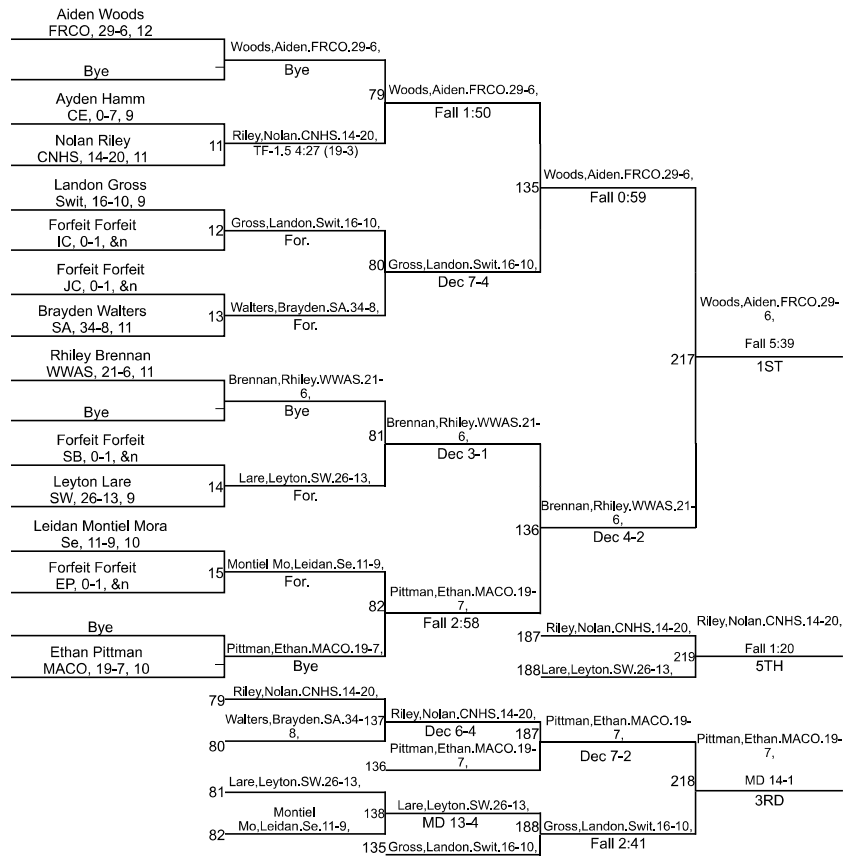 Aiden Woods
FRCO, 29-6, 12
Bye
Ayden Hamm
CE, 0-7, 9
Nolan Riley
CNHS, 14-20, 11
Landon Gross
Swit, 16-10, 9
Forfeit Forfeit
IC, 0-1, &n
Forfeit Forfeit
JC, 0-1, &n
Brayden Walters
SA, 34-8, 11
Rhiley Brennan
WWAS, 21-6, 11
Bye
Forfeit Forfeit
SB, 0-1, &n
Leyton Lare
SW, 26-13, 9
Leidan Montiel Mora
Se, 11-9, 10
Forfeit Forfeit
EP, 0-1, &n
Bye
Ethan Pittman
MACO, 19-7, 10
Woods,Aiden.FRCO.29-6,
Bye
11
Riley,Nolan.CNHS.14-20,
TF-1.5 4:27 (19-3)
12
Gross,Landon.Swit.16-10,
For.
13
Walters,Brayden.SA.34-8,
For.
Brennan,Rhiley.WWAS.21-
6,
Bye
14
Lare,Leyton.SW.26-13,
For.
15
Montiel Mo,Leidan.Se.11-9,
For.
Pittman,Ethan.MACO.19-7,
Bye
79
Woods,Aiden.FRCO.29-6,
Fall 1:50
80
Gross,Landon.Swit.16-10,
Dec 7-4
81
Brennan,Rhiley.WWAS.21-
6,
Dec 3-1
82
Pittman,Ethan.MACO.19-
7,
Fall 2:58
135
Woods,Aiden.FRCO.29-6,
Fall 0:59
136
Brennan,Rhiley.WWAS.21-
6,
Dec 4-2
217
Woods,Aiden.FRCO.29-
6,
Fall 5:39
1ST
187
Riley,Nolan.CNHS.14-20,
188
Lare,Leyton.SW.26-13,
219
Riley,Nolan.CNHS.14-20,
Fall 1:20
5TH
79
Riley,Nolan.CNHS.14-20,
80
Walters,Brayden.SA.34-
8,
137
Riley,Nolan.CNHS.14-20,
Dec 6-4
136
Pittman,Ethan.MACO.19-
7,
187
Pittman,Ethan.MACO.19-
7,
Dec 7-2
81
Lare,Leyton.SW.26-13,
82
Montiel
Mo,Leidan.Se.11-9,
138
Lare,Leyton.SW.26-13,
MD 13-4
135
Gross,Landon.Swit.16-10,
188
Gross,Landon.Swit.16-10,
Fall 2:41
218
Pittman,Ethan.MACO.19-
7,
MD 14-1
3RD